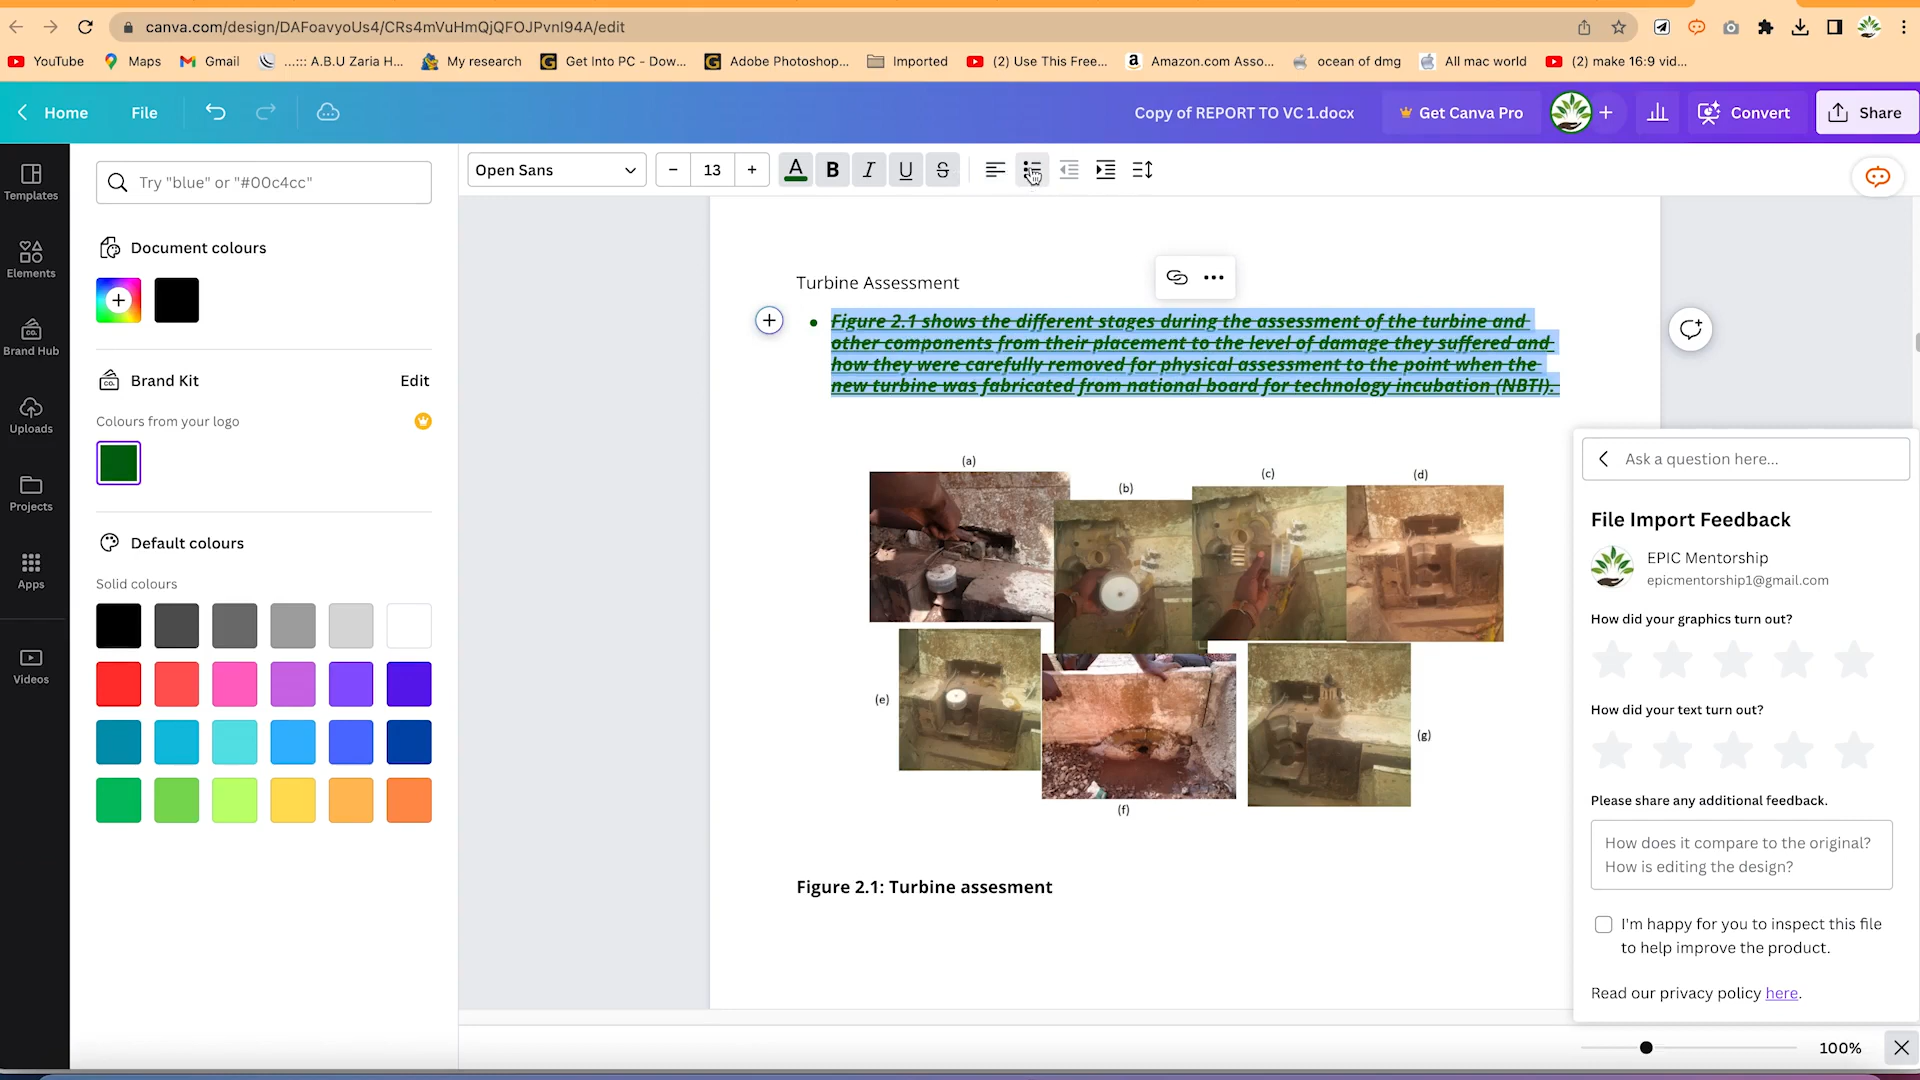 canva.com/design/DAFoavyoUs4/CRs4mVuHmQjQFOJPvnI94A/edit
YouTube Maps Gmail ...::: A.B.U Zaria H... My research Get Into PC - Dow... Adobe Photoshop... Imported (2) Use This Free... Amazon.com Asso... ocean of dmg All mac world (2) make 16:9 vid...
Home File Copy of REPORT TO VC 1.docx Get Canva Pro Convert Share
Open Sans 13 A B I U S
Templates
Elements
Brand Hub
Uploads
Projects
Apps
Videos
Try "blue" or "#00c4cc"
Document colours
Brand Kit Edit
Colours from your logo
Default colours
Solid colours
Turbine Assessment
Figure 2.1 shows the different stages during the assessment of the turbine and
other components from their placement to the level of damage they suffered and
how they were carefully removed for physical assessment to the point when the
new turbine was fabricated from national board for technology incubation (NBTI).
(a)
(b)
(c)
(d)
(e)
(f)
(g)
Figure 2.1: Turbine assesment
Ask a question here...
File Import Feedback
EPIC Mentorship
epicmentorship1@gmail.com
How did your graphics turn out?
How did your text turn out?
Please share any additional feedback.
How does it compare to the original?
How is editing the design?
I'm happy for you to inspect this file
to help improve the product.
Read our privacy policy here.
100%